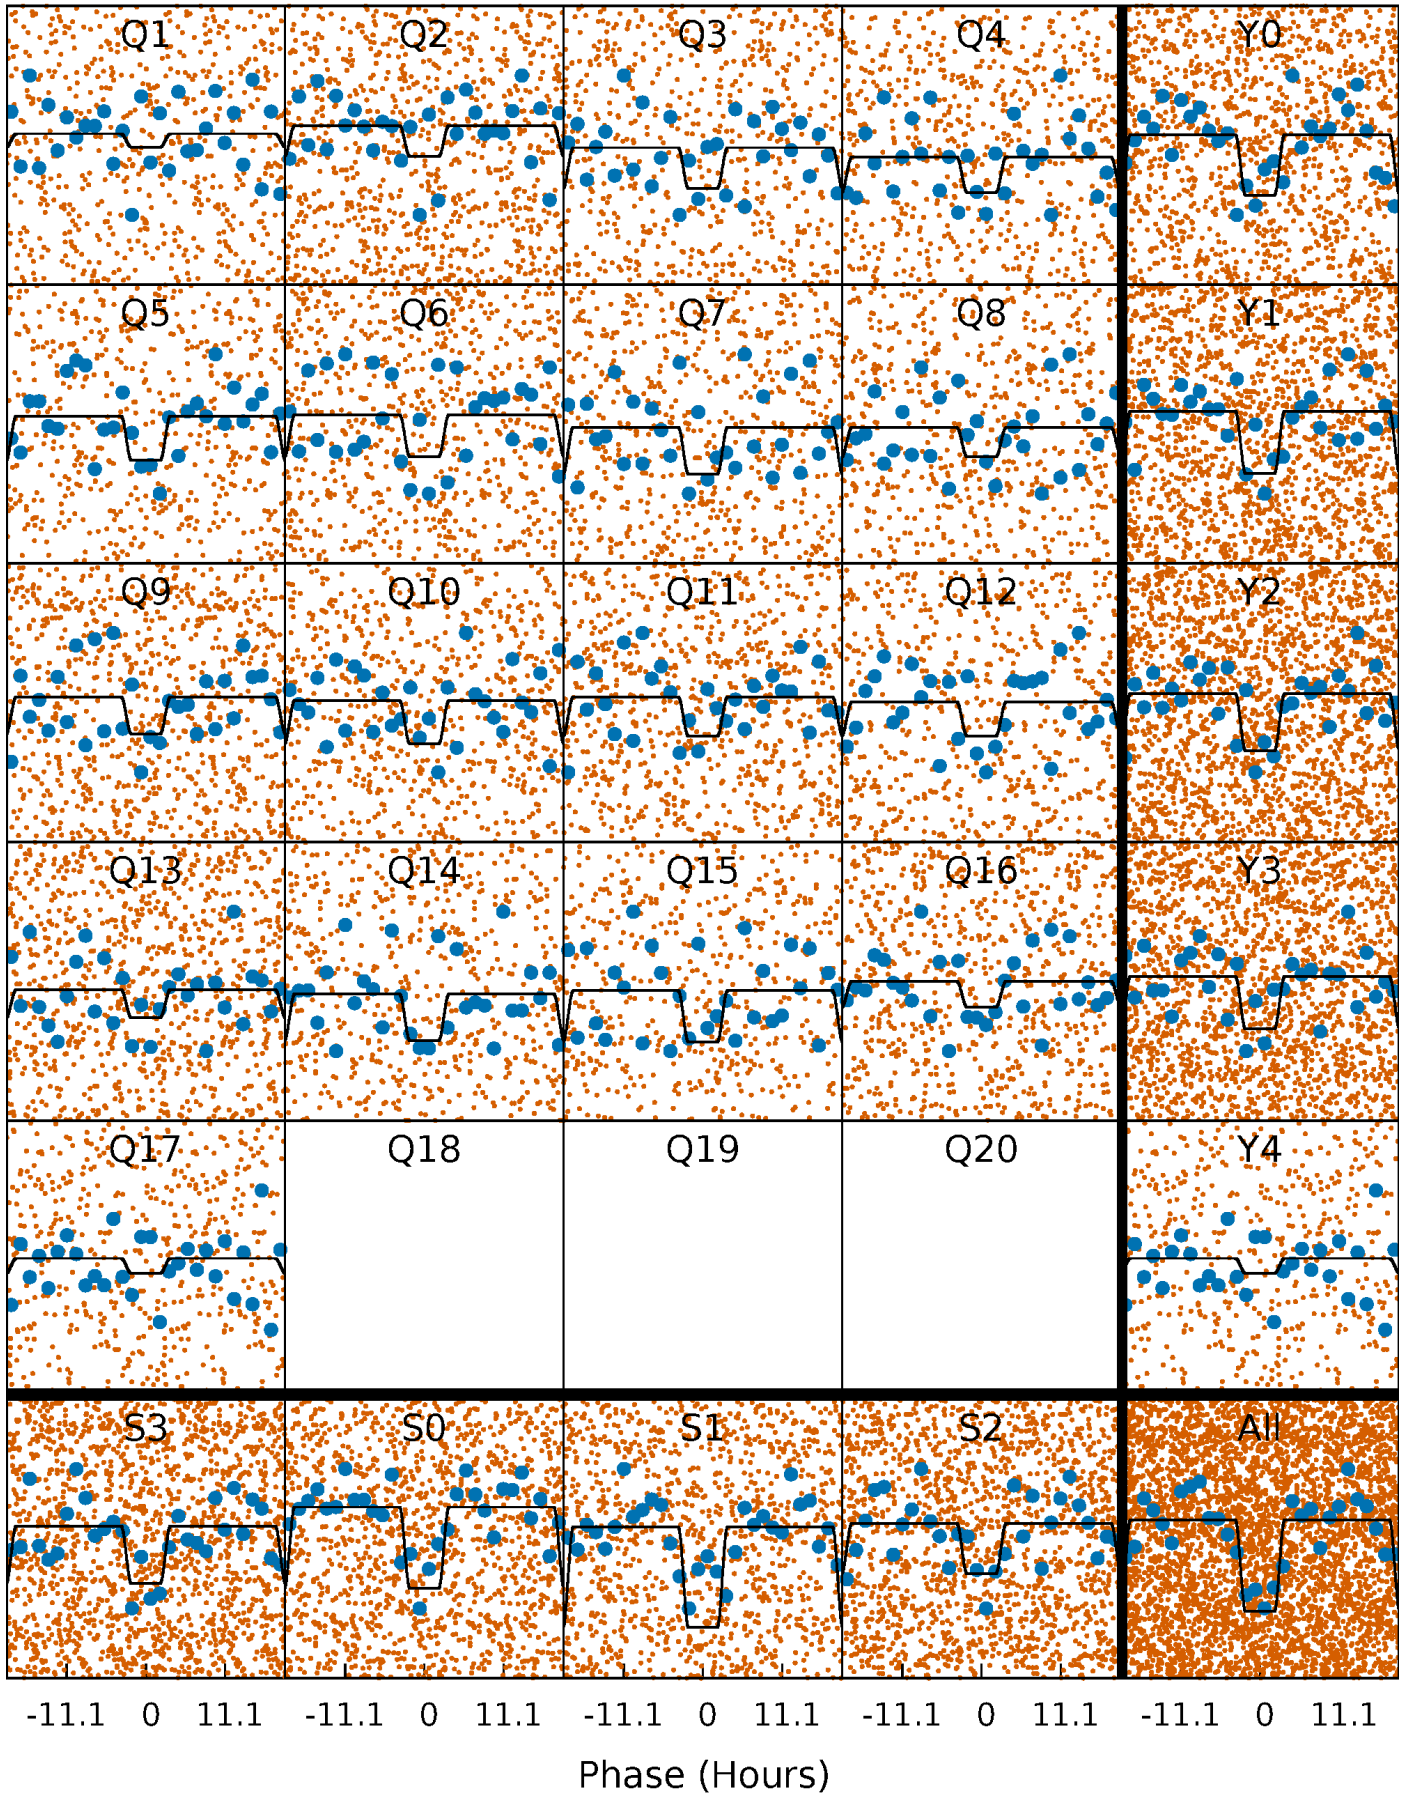 Q1 Q2 Q3 Q4 Y0
Q5 Q6 Q7 Q8 Y1
Q9 Q10 Q11 Q12 Y2
Q13 Q14 Q15 Q16 Y3
Q17 Q18 Q19 Q20 Y4
S3 S0 S1 S2 All
-11.1 0 11.1 -11.1 0 11.1 -11.1 0 11.1 -11.1 0 11.1 -11.1 0 11.1
Phase (Hours)